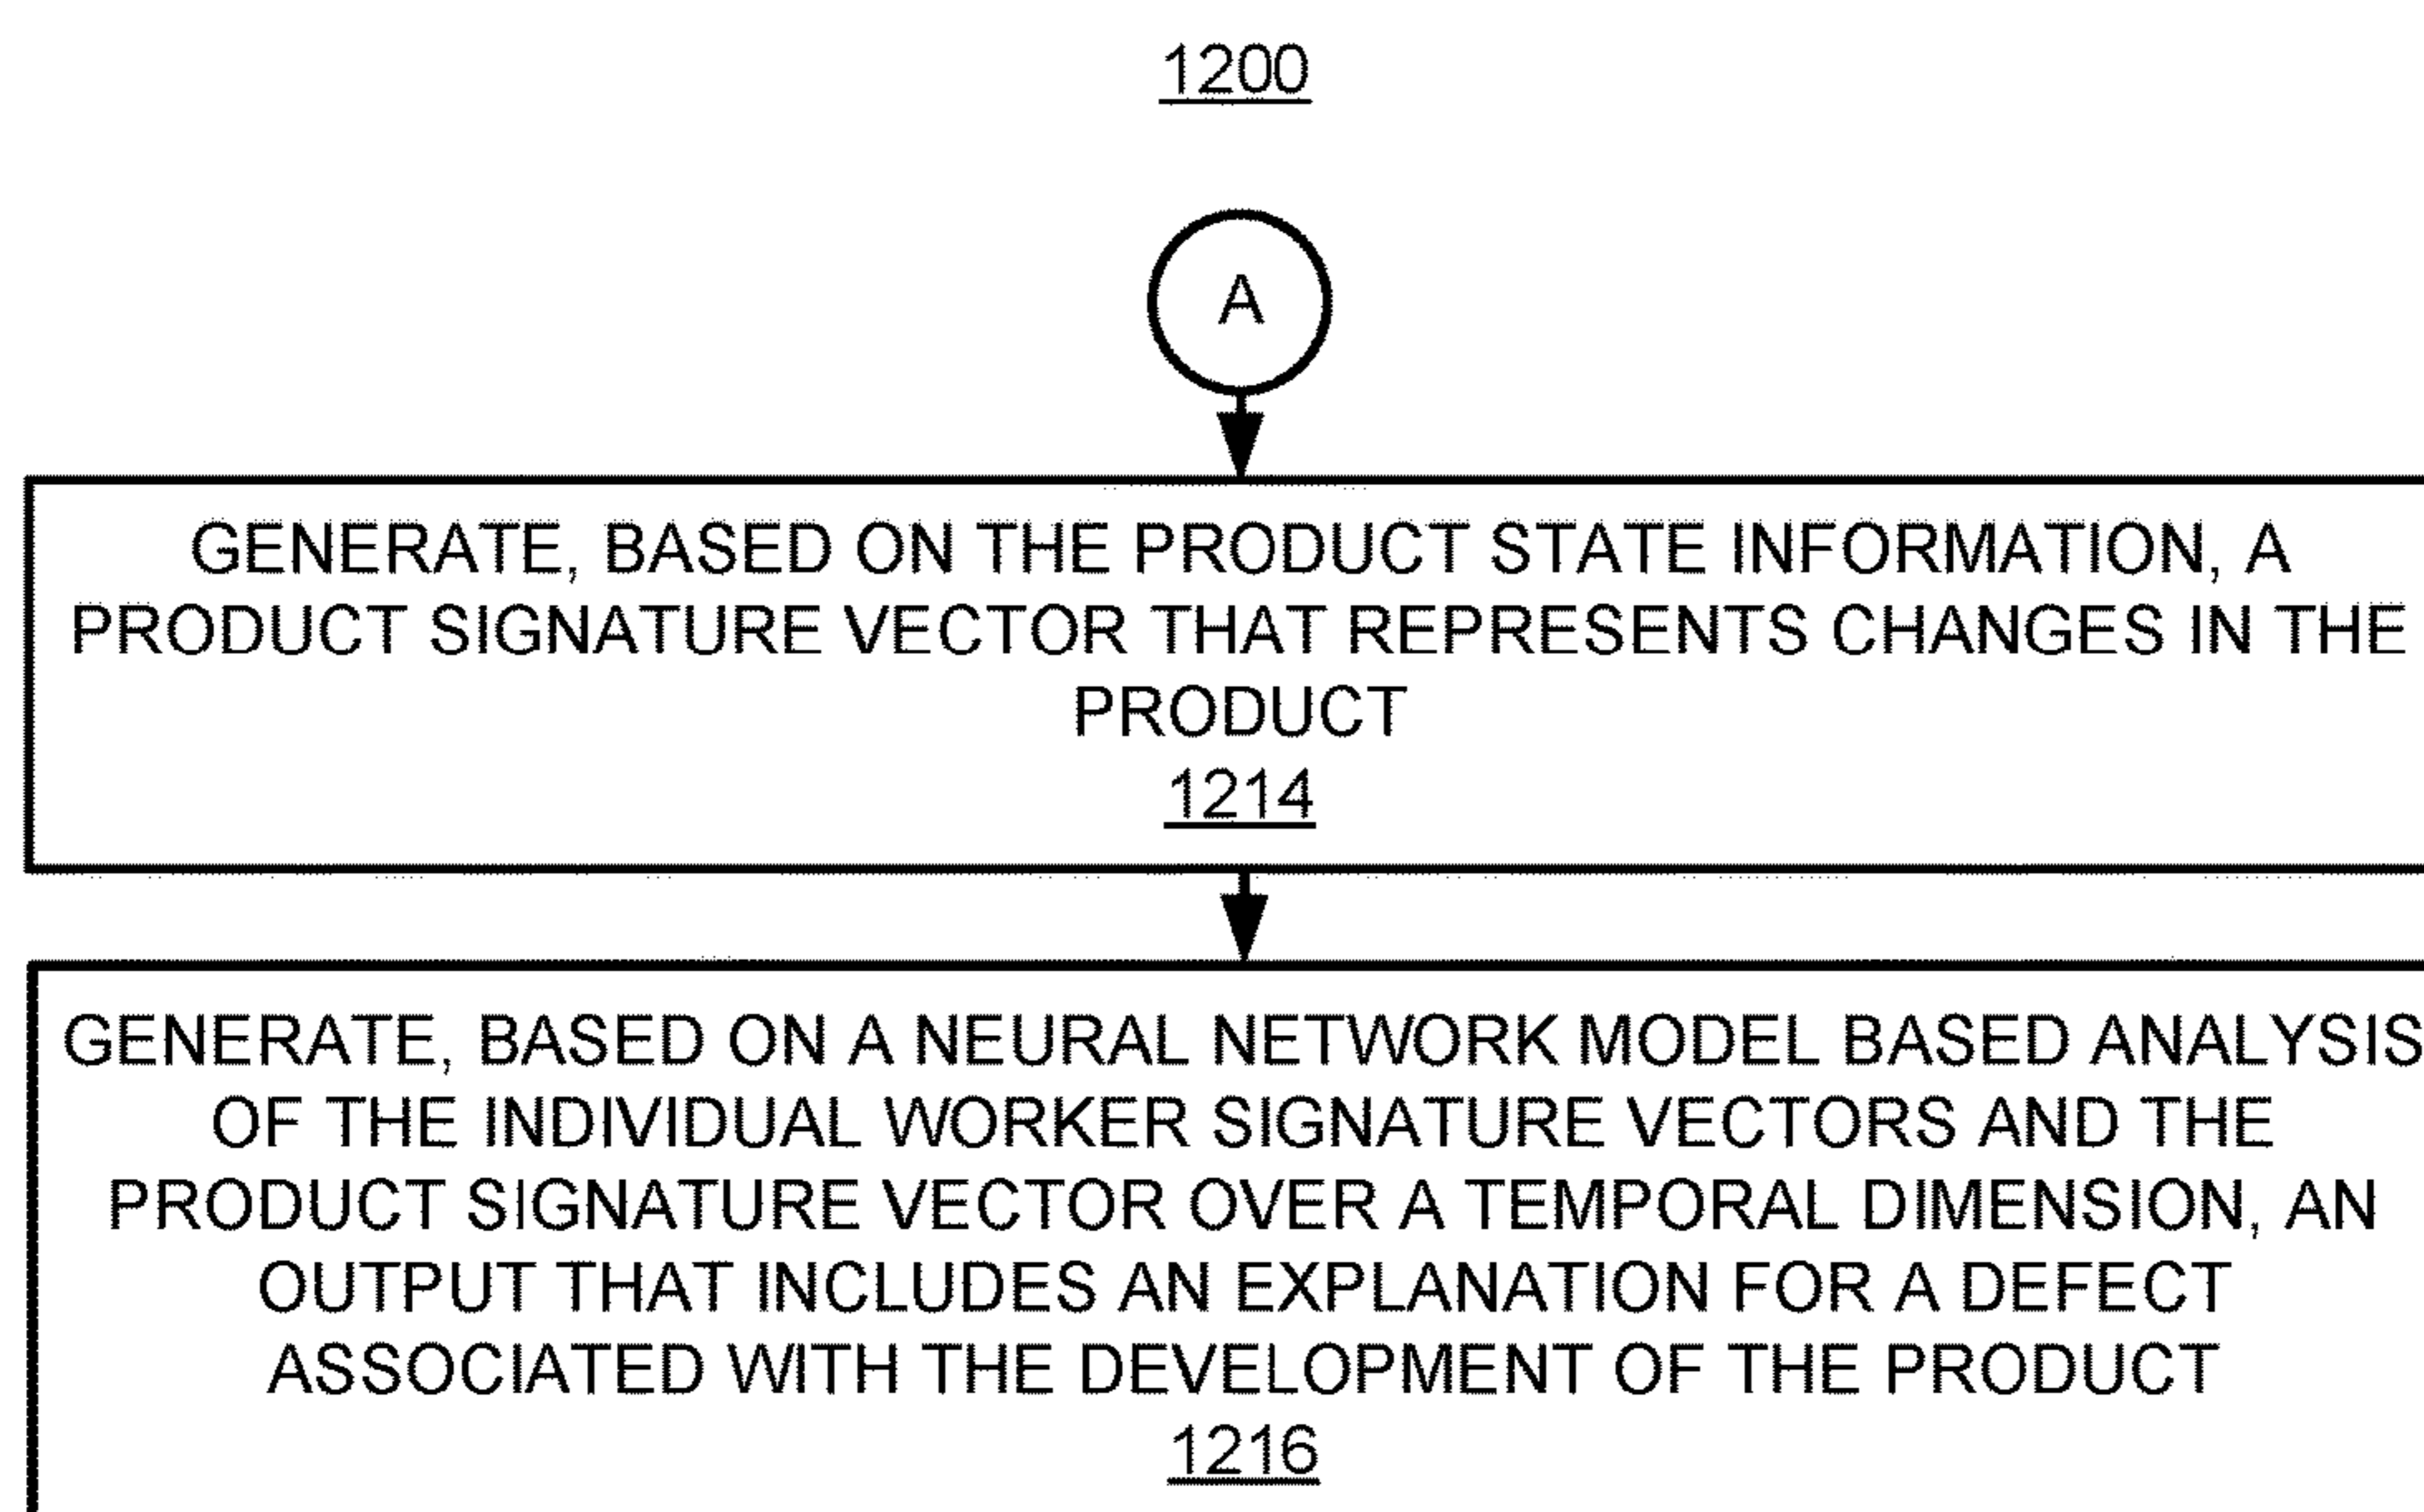 1200
A
GENERATE, BASED ON THE PRODUCT STATE INFORMATION, A
PRODUCT SIGNATURE VECTOR THAT REPRESENTS CHANGES IN THE
PRODUCT
1214
GENERATE, BASED ON A NEURAL NETWORK MODEL BASED ANALYSIS
OF THE INDIVIDUAL WORKER SIGNATURE VECTORS AND THE
PRODUCT SIGNATURE VECTOR OVER A TEMPORAL DIMENSION, AN
OUTPUT THAT INCLUDES AN EXPLANATION FOR A DEFECT
ASSOCIATED WITH THE DEVELOPMENT OF THE PRODUCT
1216